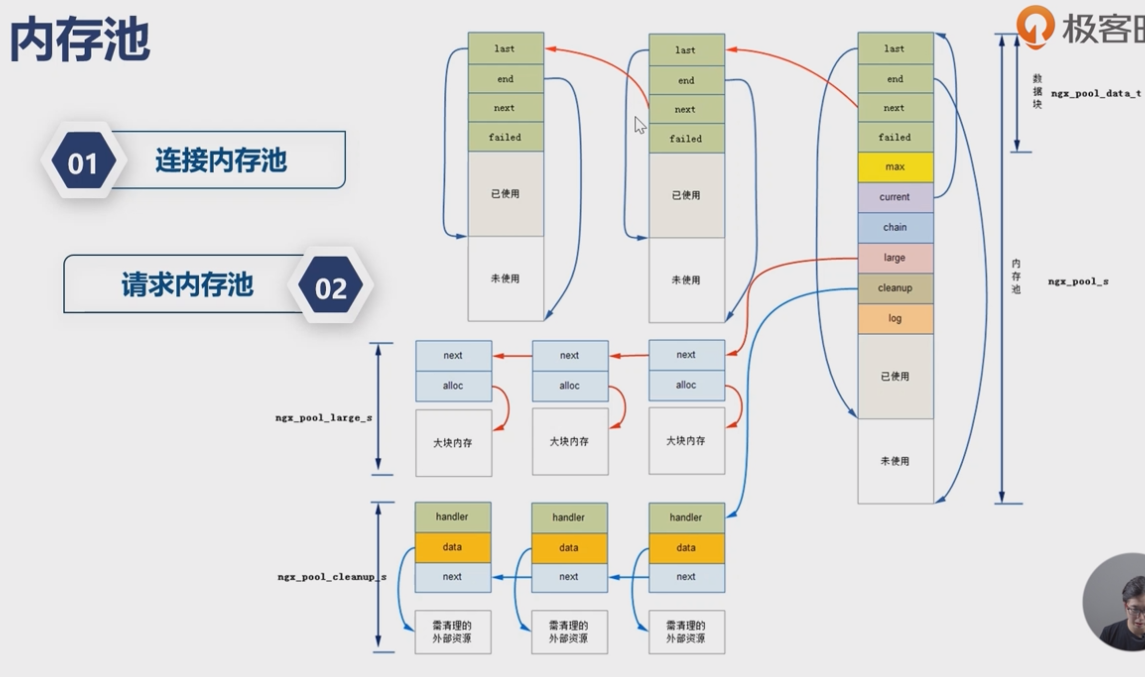 内存池
极客时
01
连接内存池
请求内存池
02
last
end
next
failed
已使用
未使用
last
end
next
failed
已使用
未使用
last
end
next
failed
max
current
chain
large
cleanup
log
已使用
未使用
数据块
ngx_pool_data_t
内存池
ngx_pool_s
ngx_pool_large_s
next
alloc
大块内存
next
alloc
大块内存
next
alloc
大块内存
ngx_pool_cleanup_s
handler
data
next
需清理的
外部资源
handler
data
next
需清理的
外部资源
handler
data
next
需清理的
外部资源